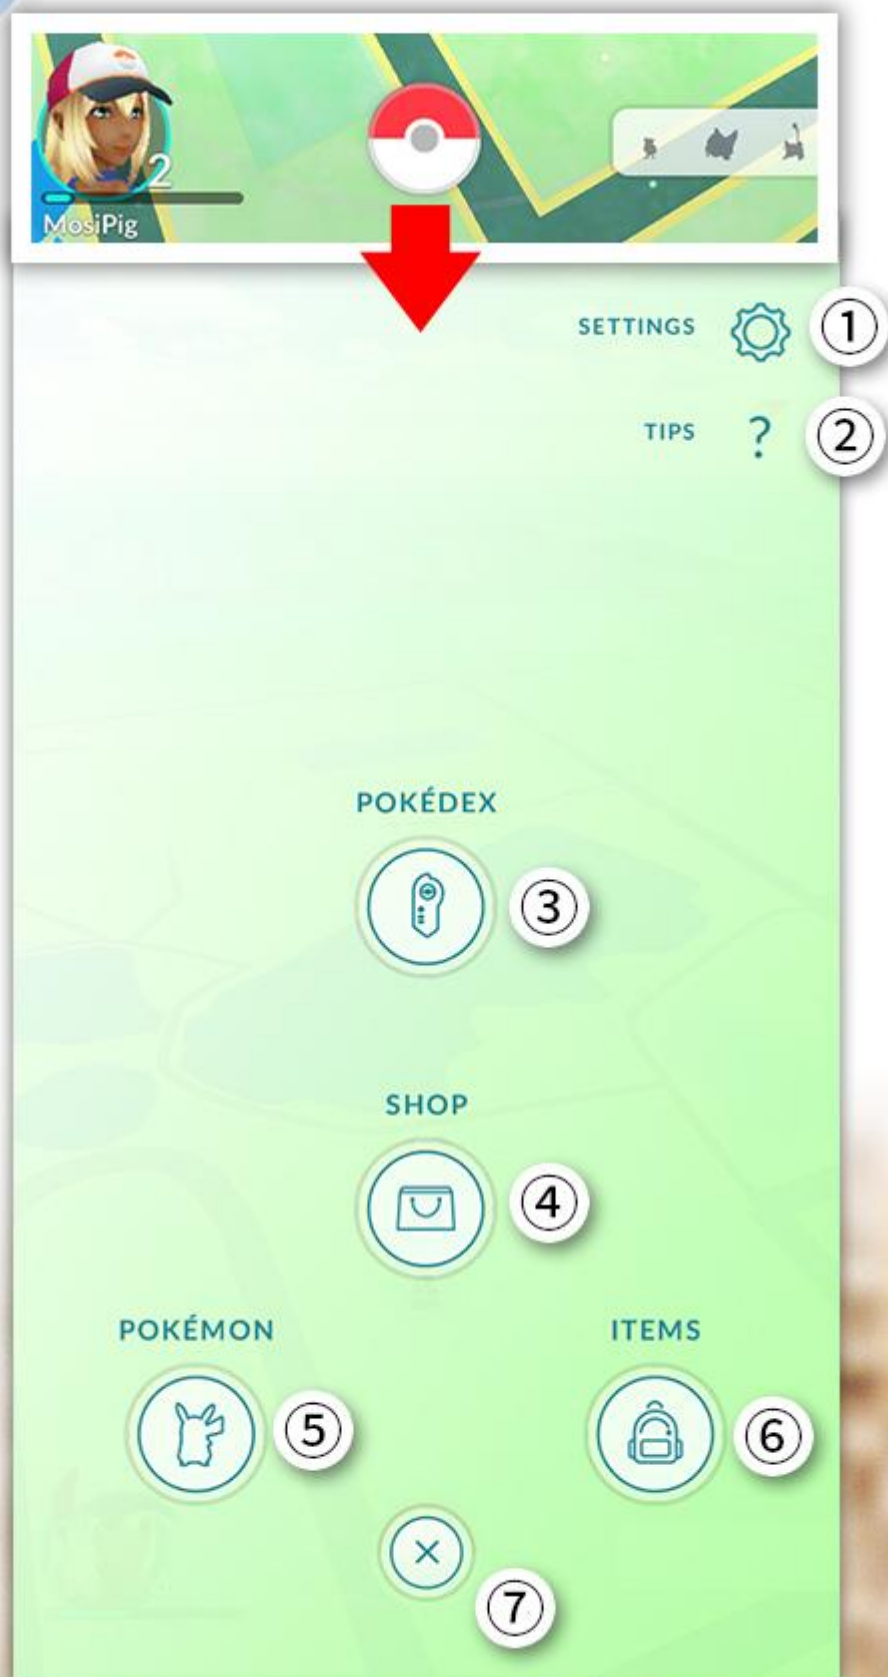 2
MosiPig
SETTINGS ①
TIPS ? ②
POKÉDEX
③
SHOP
④
POKÉMON ITEMS
⑤ ⑥
⑦